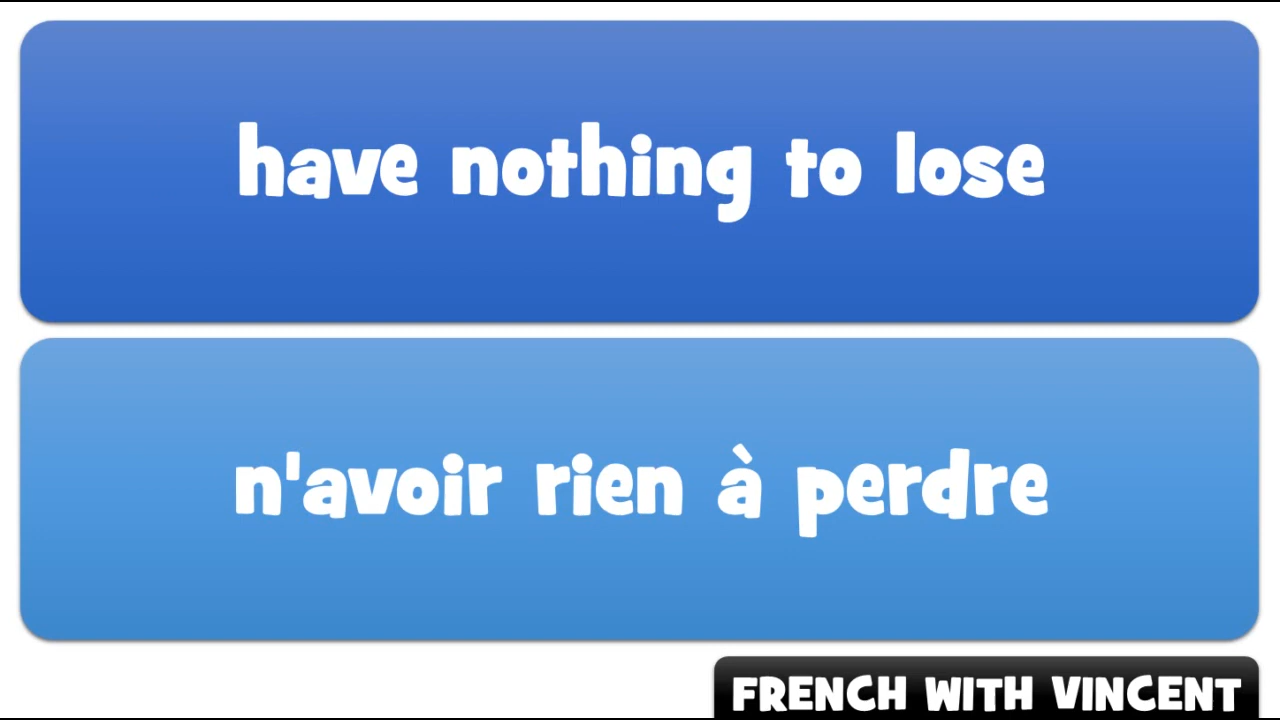 have nothing to lose
n'avoir rien à perdre
FRENCH WITH VINCENT